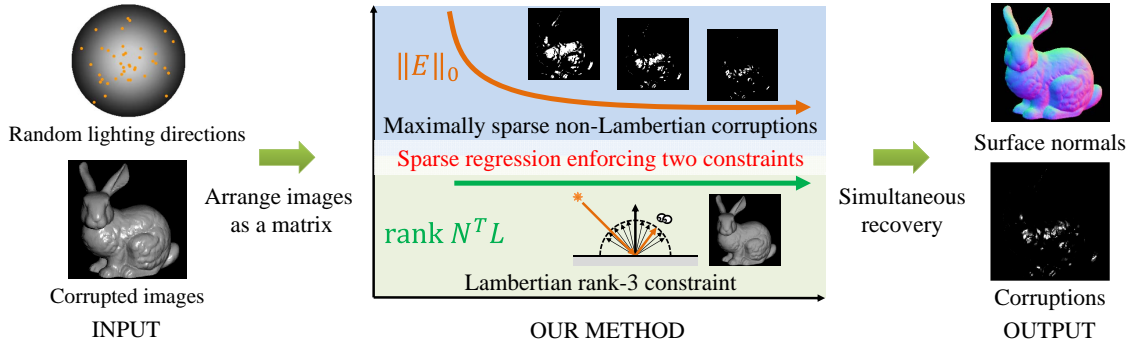 Random lighting directions
Corrupted images
INPUT
Arrange images
as a matrix
‖E‖₀
Maximally sparse non-Lambertian corruptions
Sparse regression enforcing two constraints
rank NᵀL
Lambertian rank-3 constraint
OUR METHOD
Simultaneous
recovery
Surface normals
Corruptions
OUTPUT